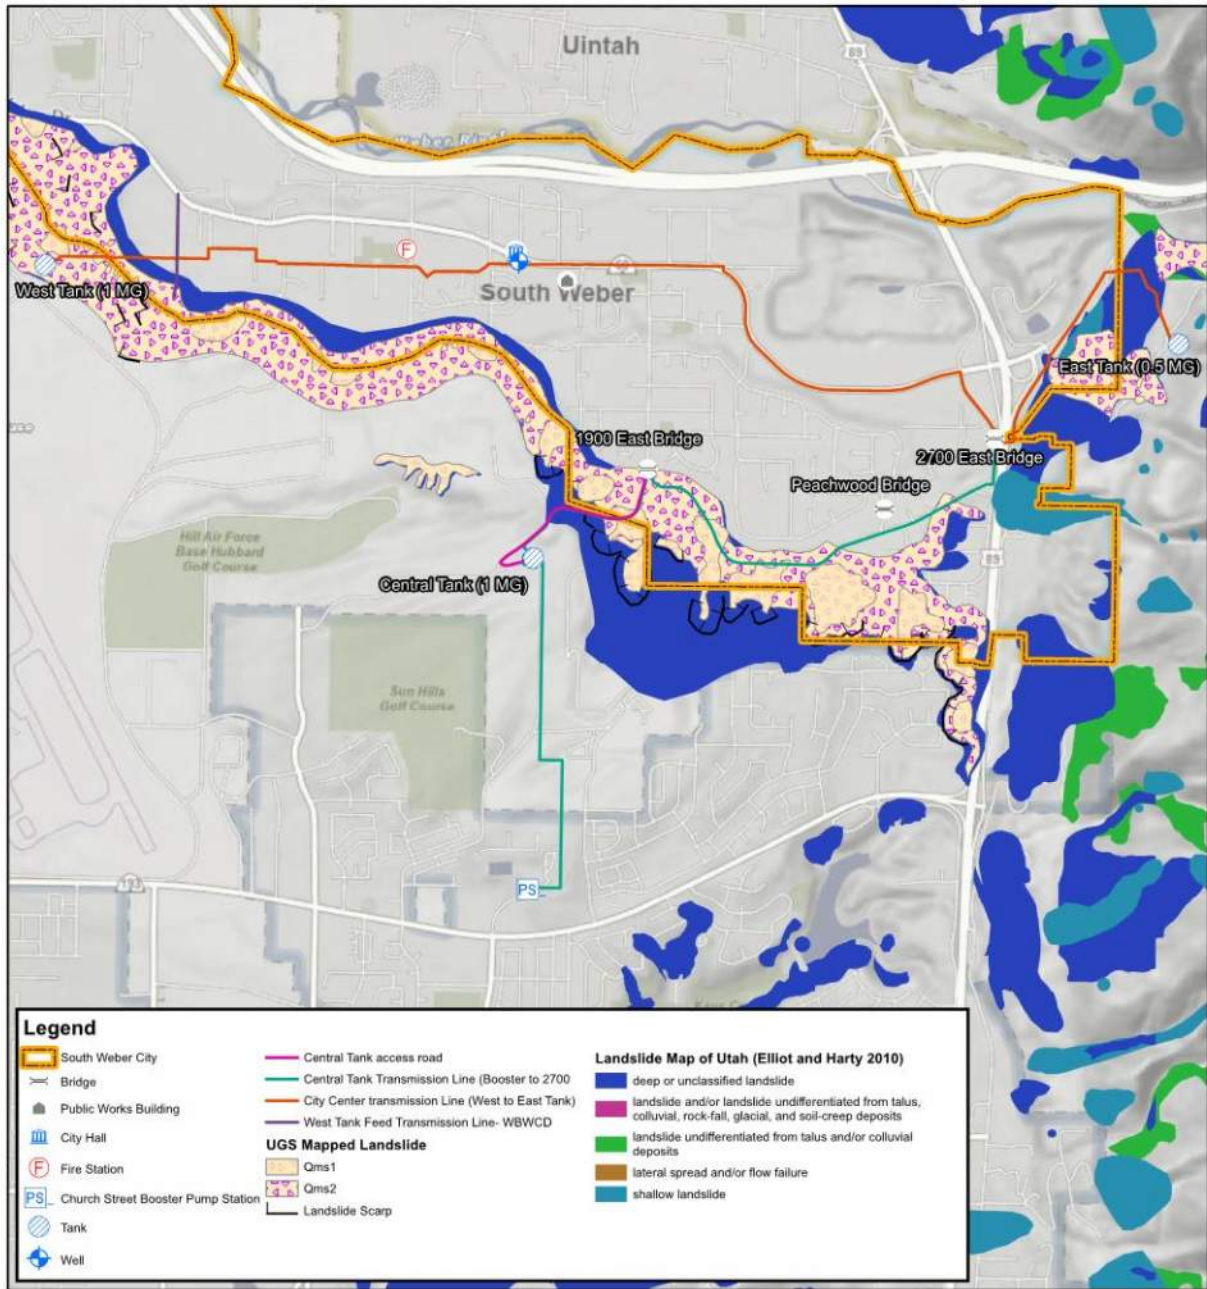 Uintah
89
Weber River
Dr
F
West Tank (1 MG)
60
South Weber
East Tank (0.5 MG)
1900 East Bridge
2700 East Bridge
Peachwood Bridge
Hill Air Force
Base Hubbard
Golf Course
Central Tank (1 MG)
89
Sun Hills
Golf Course
193
PS_
Legend
South Weber City
Bridge
Public Works Building
City Hall
F
Fire Station
PS_
Church Street Booster Pump Station
Tank
Well
Central Tank access road
Central Tank Transmission Line (Booster to 2700
City Center transmission Line (West to East Tank)
West Tank Feed Transmission Line- WBWCD
UGS Mapped Landslide
Qms1
Qms2
Landslide Scarp
Landslide Map of Utah (Elliot and Harty 2010)
deep or unclassified landslide
landslide and/or landslide undifferentiated from talus,
colluvial, rock-fall, glacial, and soil-creep deposits
landslide undifferentiated from talus and/or colluvial
deposits
lateral spread and/or flow failure
shallow landslide